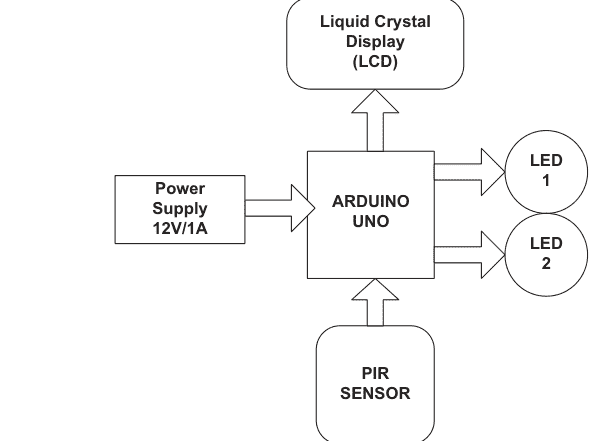 Liquid Crystal
Display
(LCD)
Power
Supply
12V/1A
ARDUINO
UNO
LED
1
LED
2
PIR
SENSOR